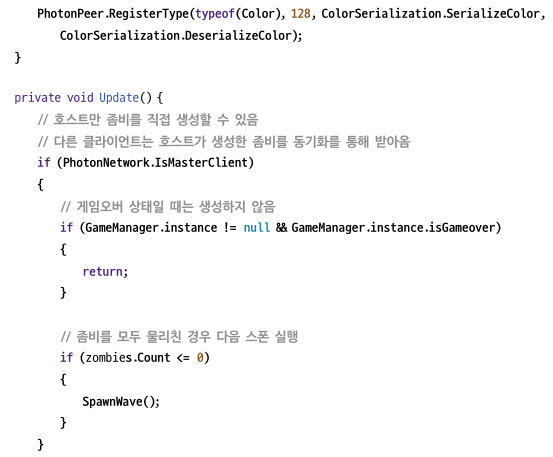 PhotonPeer.RegisterType(typeof(Color), 128, ColorSerialization.SerializeColor,
ColorSerialization.DeserializeColor);
}
private void Update() {
// 호스트만 좀비를 직접 생성할 수 있음
// 다른 클라이언트는 호스트가 생성한 좀비를 동기화를 통해 받아옴
if (PhotonNetwork.IsMasterClient)
{
// 게임오버 상태일 때는 생성하지 않음
if (GameManager.instance != null && GameManager.instance.isGameover)
{
return;
}
// 좀비를 모두 물리친 경우 다음 스폰 실행
if (zombies.Count <= 0)
{
SpawnWave();
}
}